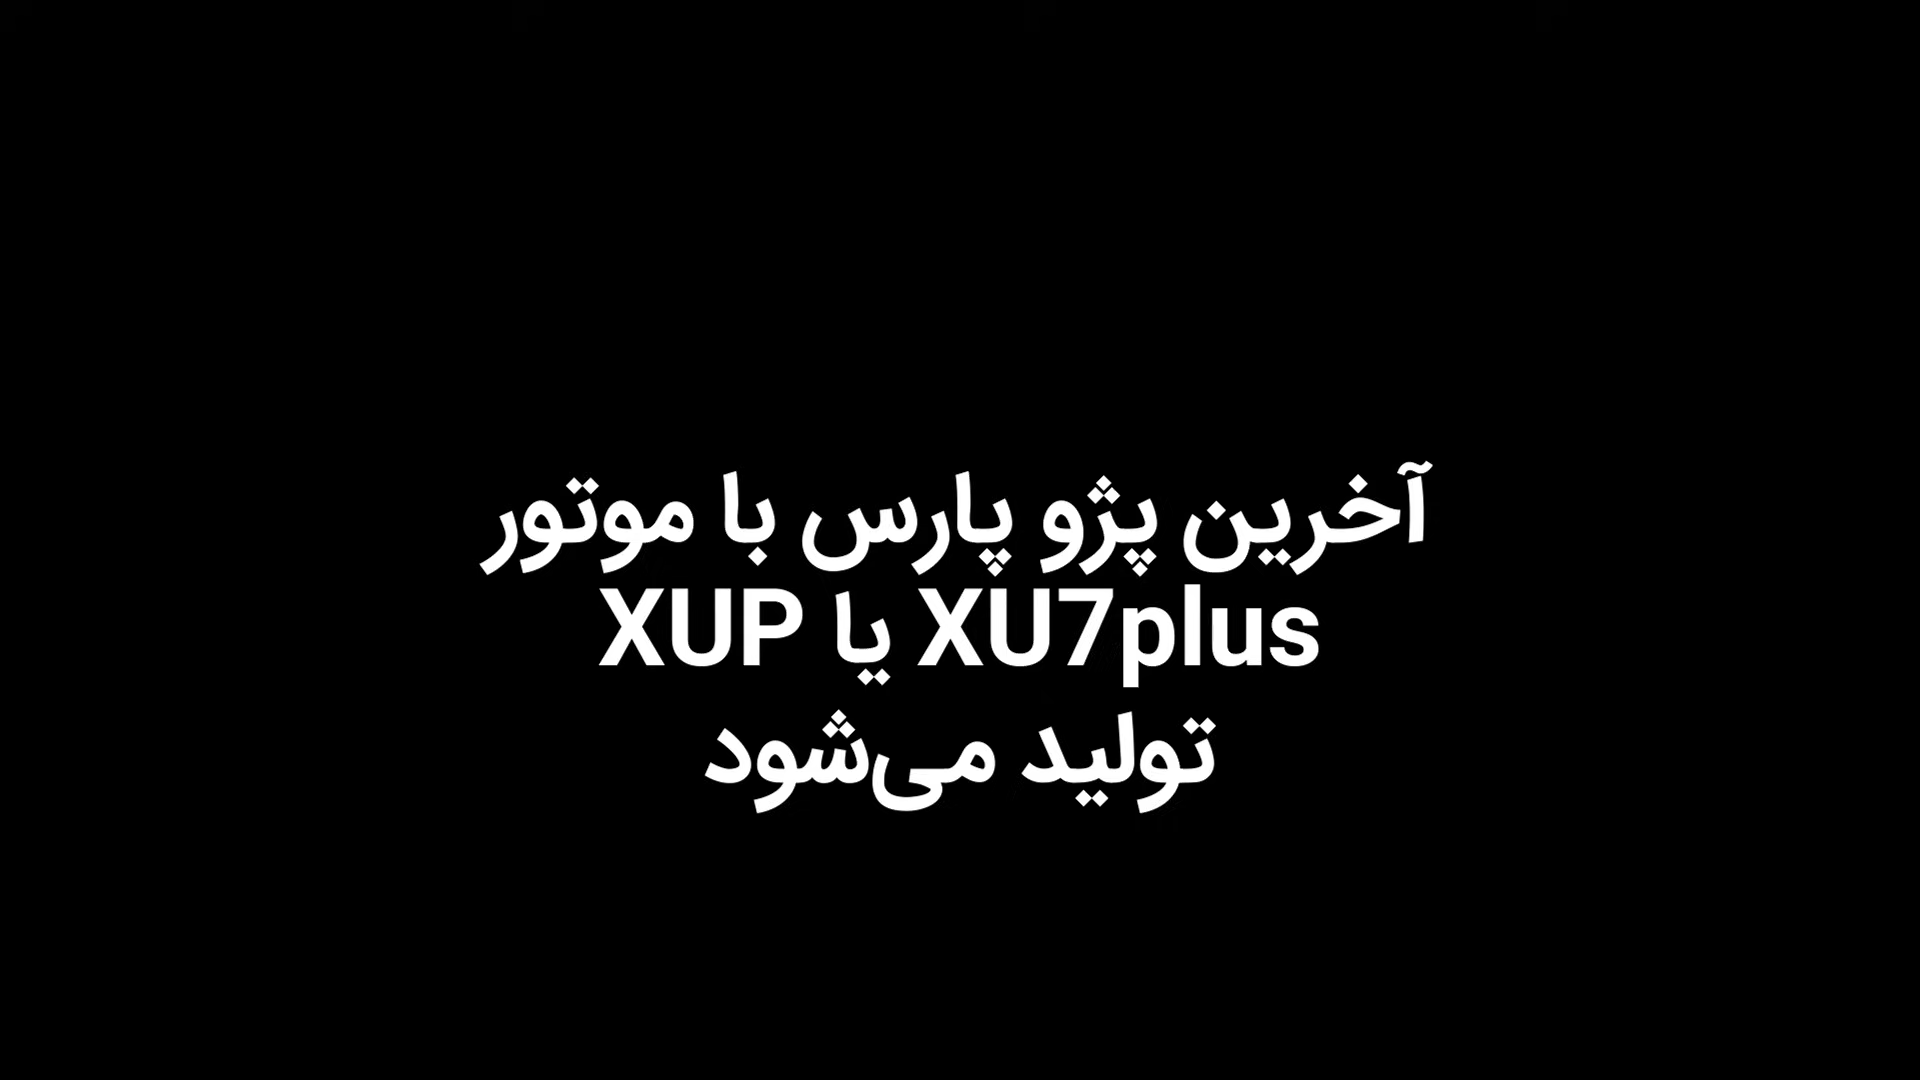 آخرین پژو پارس با موتور
XU7plus یا XUP
تولید می‌شود